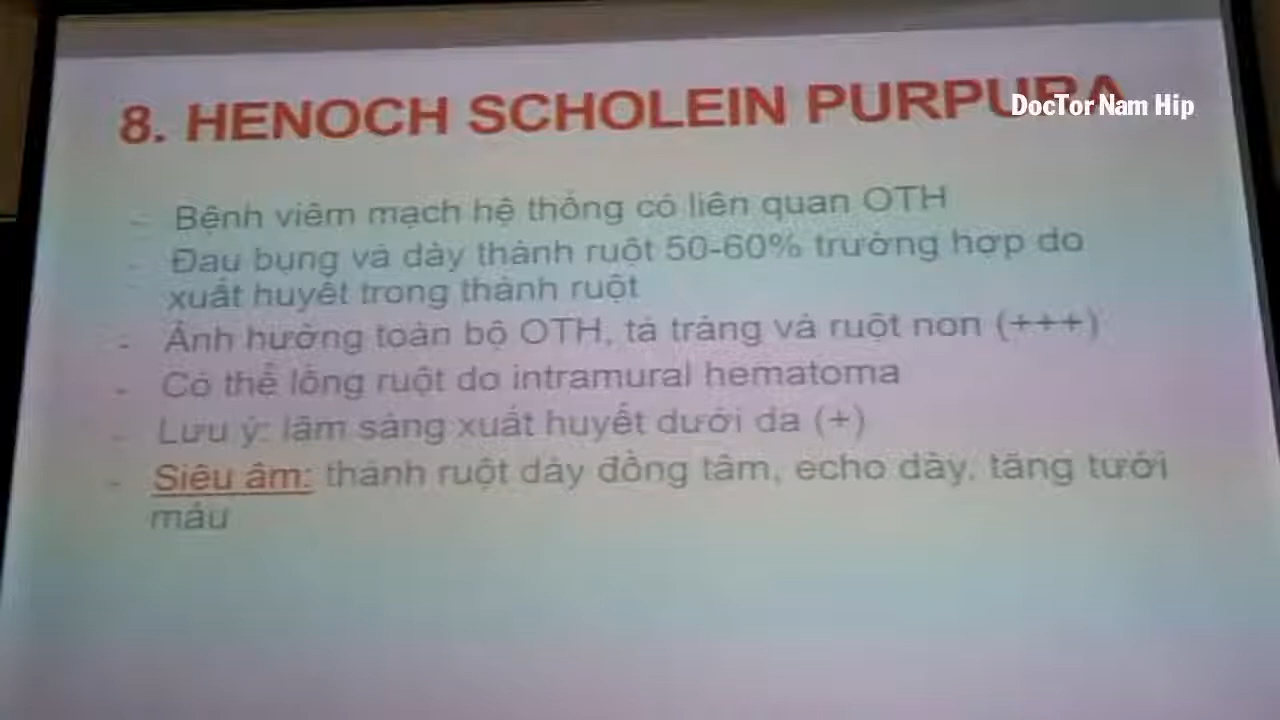 8. HENOCH SCHOLEIN PURPURA
DocTor Nam Hip
- Bệnh viêm mạch hệ thống có liên quan OTH
- Đau bụng và dày thành ruột 50-60% trường hợp do
xuất huyết trong thành ruột
- Ảnh hưởng toàn bộ OTH, tá tràng và ruột non (+++)
- Có thể lồng ruột do intramural hematoma
- Lưu ý: lâm sàng xuất huyết dưới da (+)
- Siêu âm: thành ruột dày đồng tâm, echo dày, tăng tưới
máu